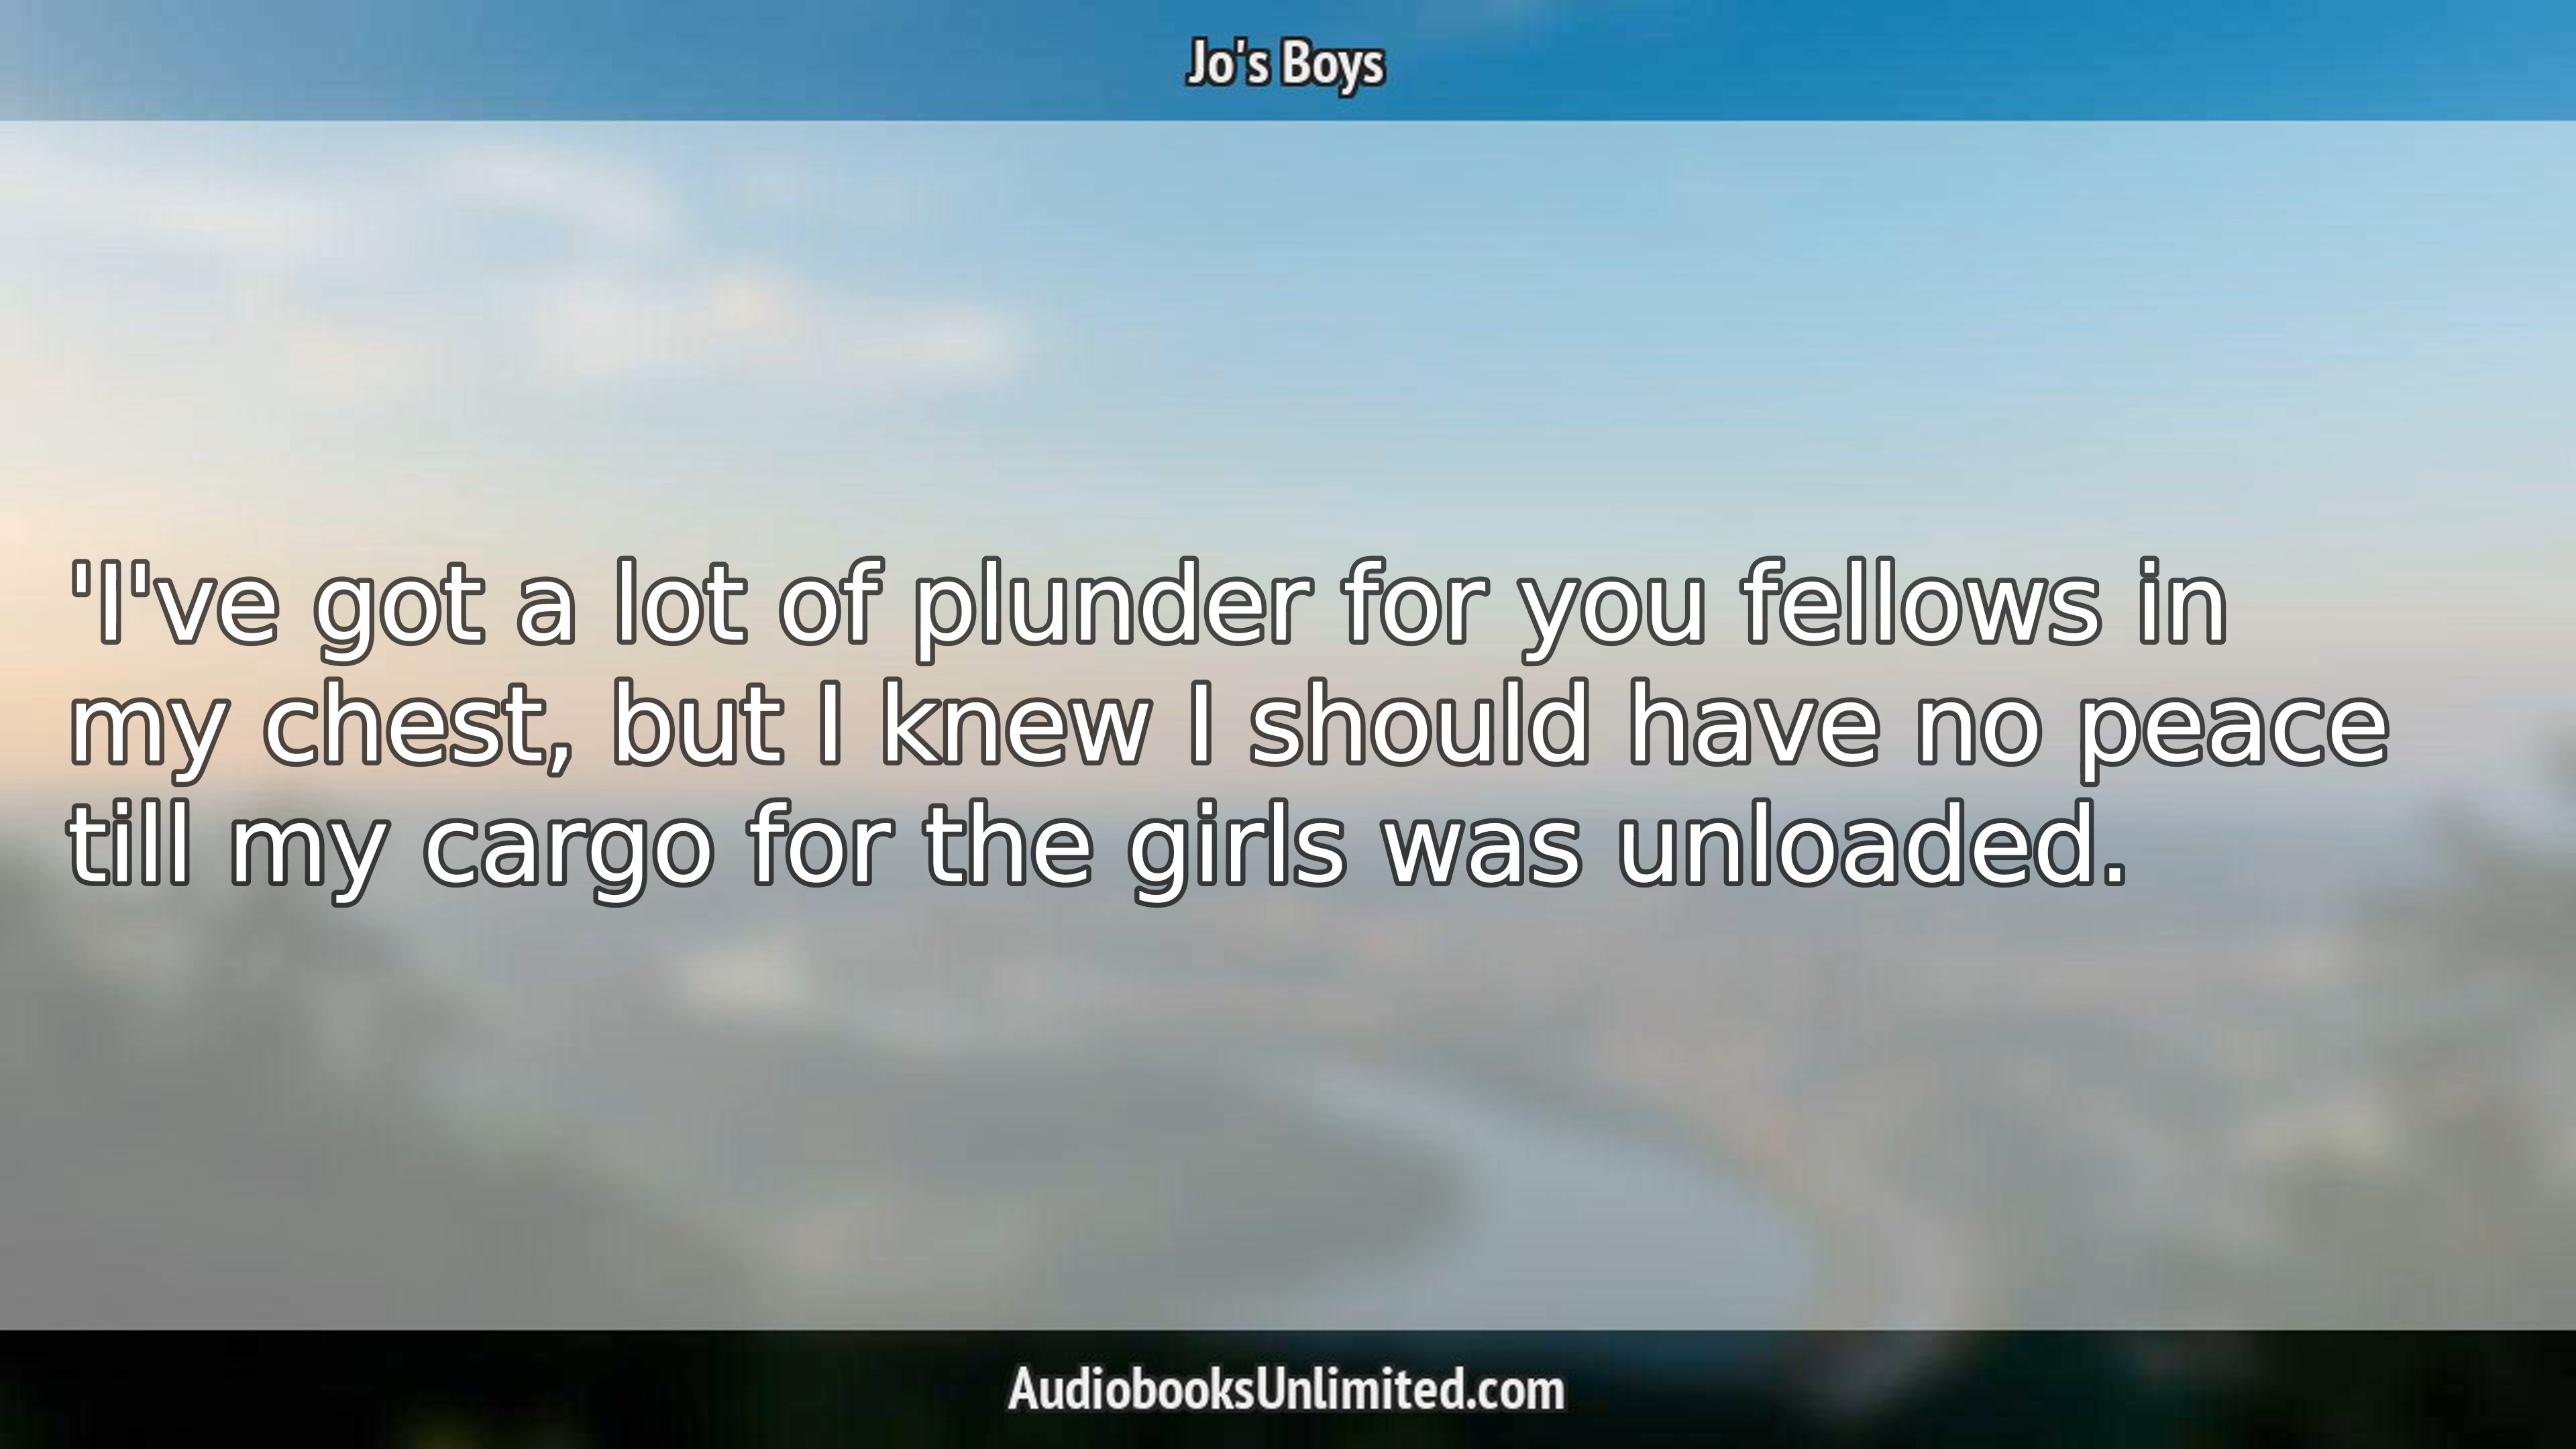 Jo's Boys
'I've got a lot of plunder for you fellows in
my chest, but I knew I should have no peace
till my cargo for the girls was unloaded.
AudiobooksUnlimited.com